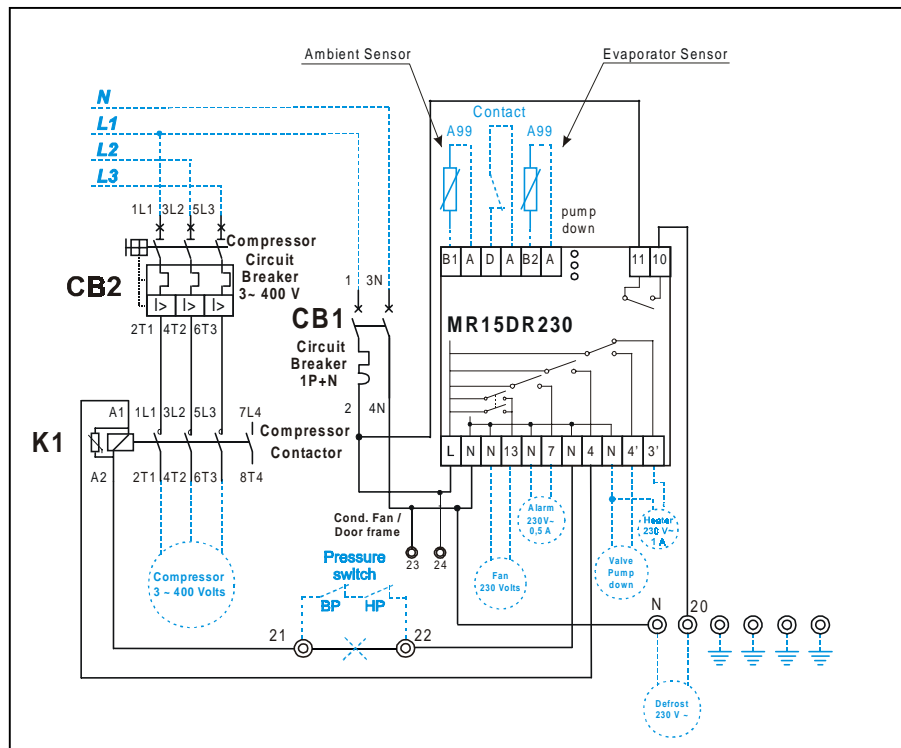 Ambient Sensor
Evaporator Sensor
N
L1
L2
L3
Contact
A99
A99
pump
down
1L1 3L2 5L3
Compressor
Circuit
Breaker
3~ 400 V
CB2
I> I> I>
2T1 4T2 6T3
1 3N
CB1
Circuit
Breaker
1P+N
2 4N
B1 A D A B2 A
11 10
MR15DR230
L N N 13 N 7 N 4 N 4' 3'
K1
A1
A2
1L1 3L2 5L3 7L4
Compressor
Contactor
2T1 4T2 6T3 8T4
Cond. Fan /
Door frame
23 24
Alarm
230V~
0,5 A
Heater
230 V~
1 A
Fan
230 Volts
Valve
Pump
down
Compressor
3 ~ 400 Volts
Pressure
switch
BP HP
21 22
N 20
Defrost
230 V ~